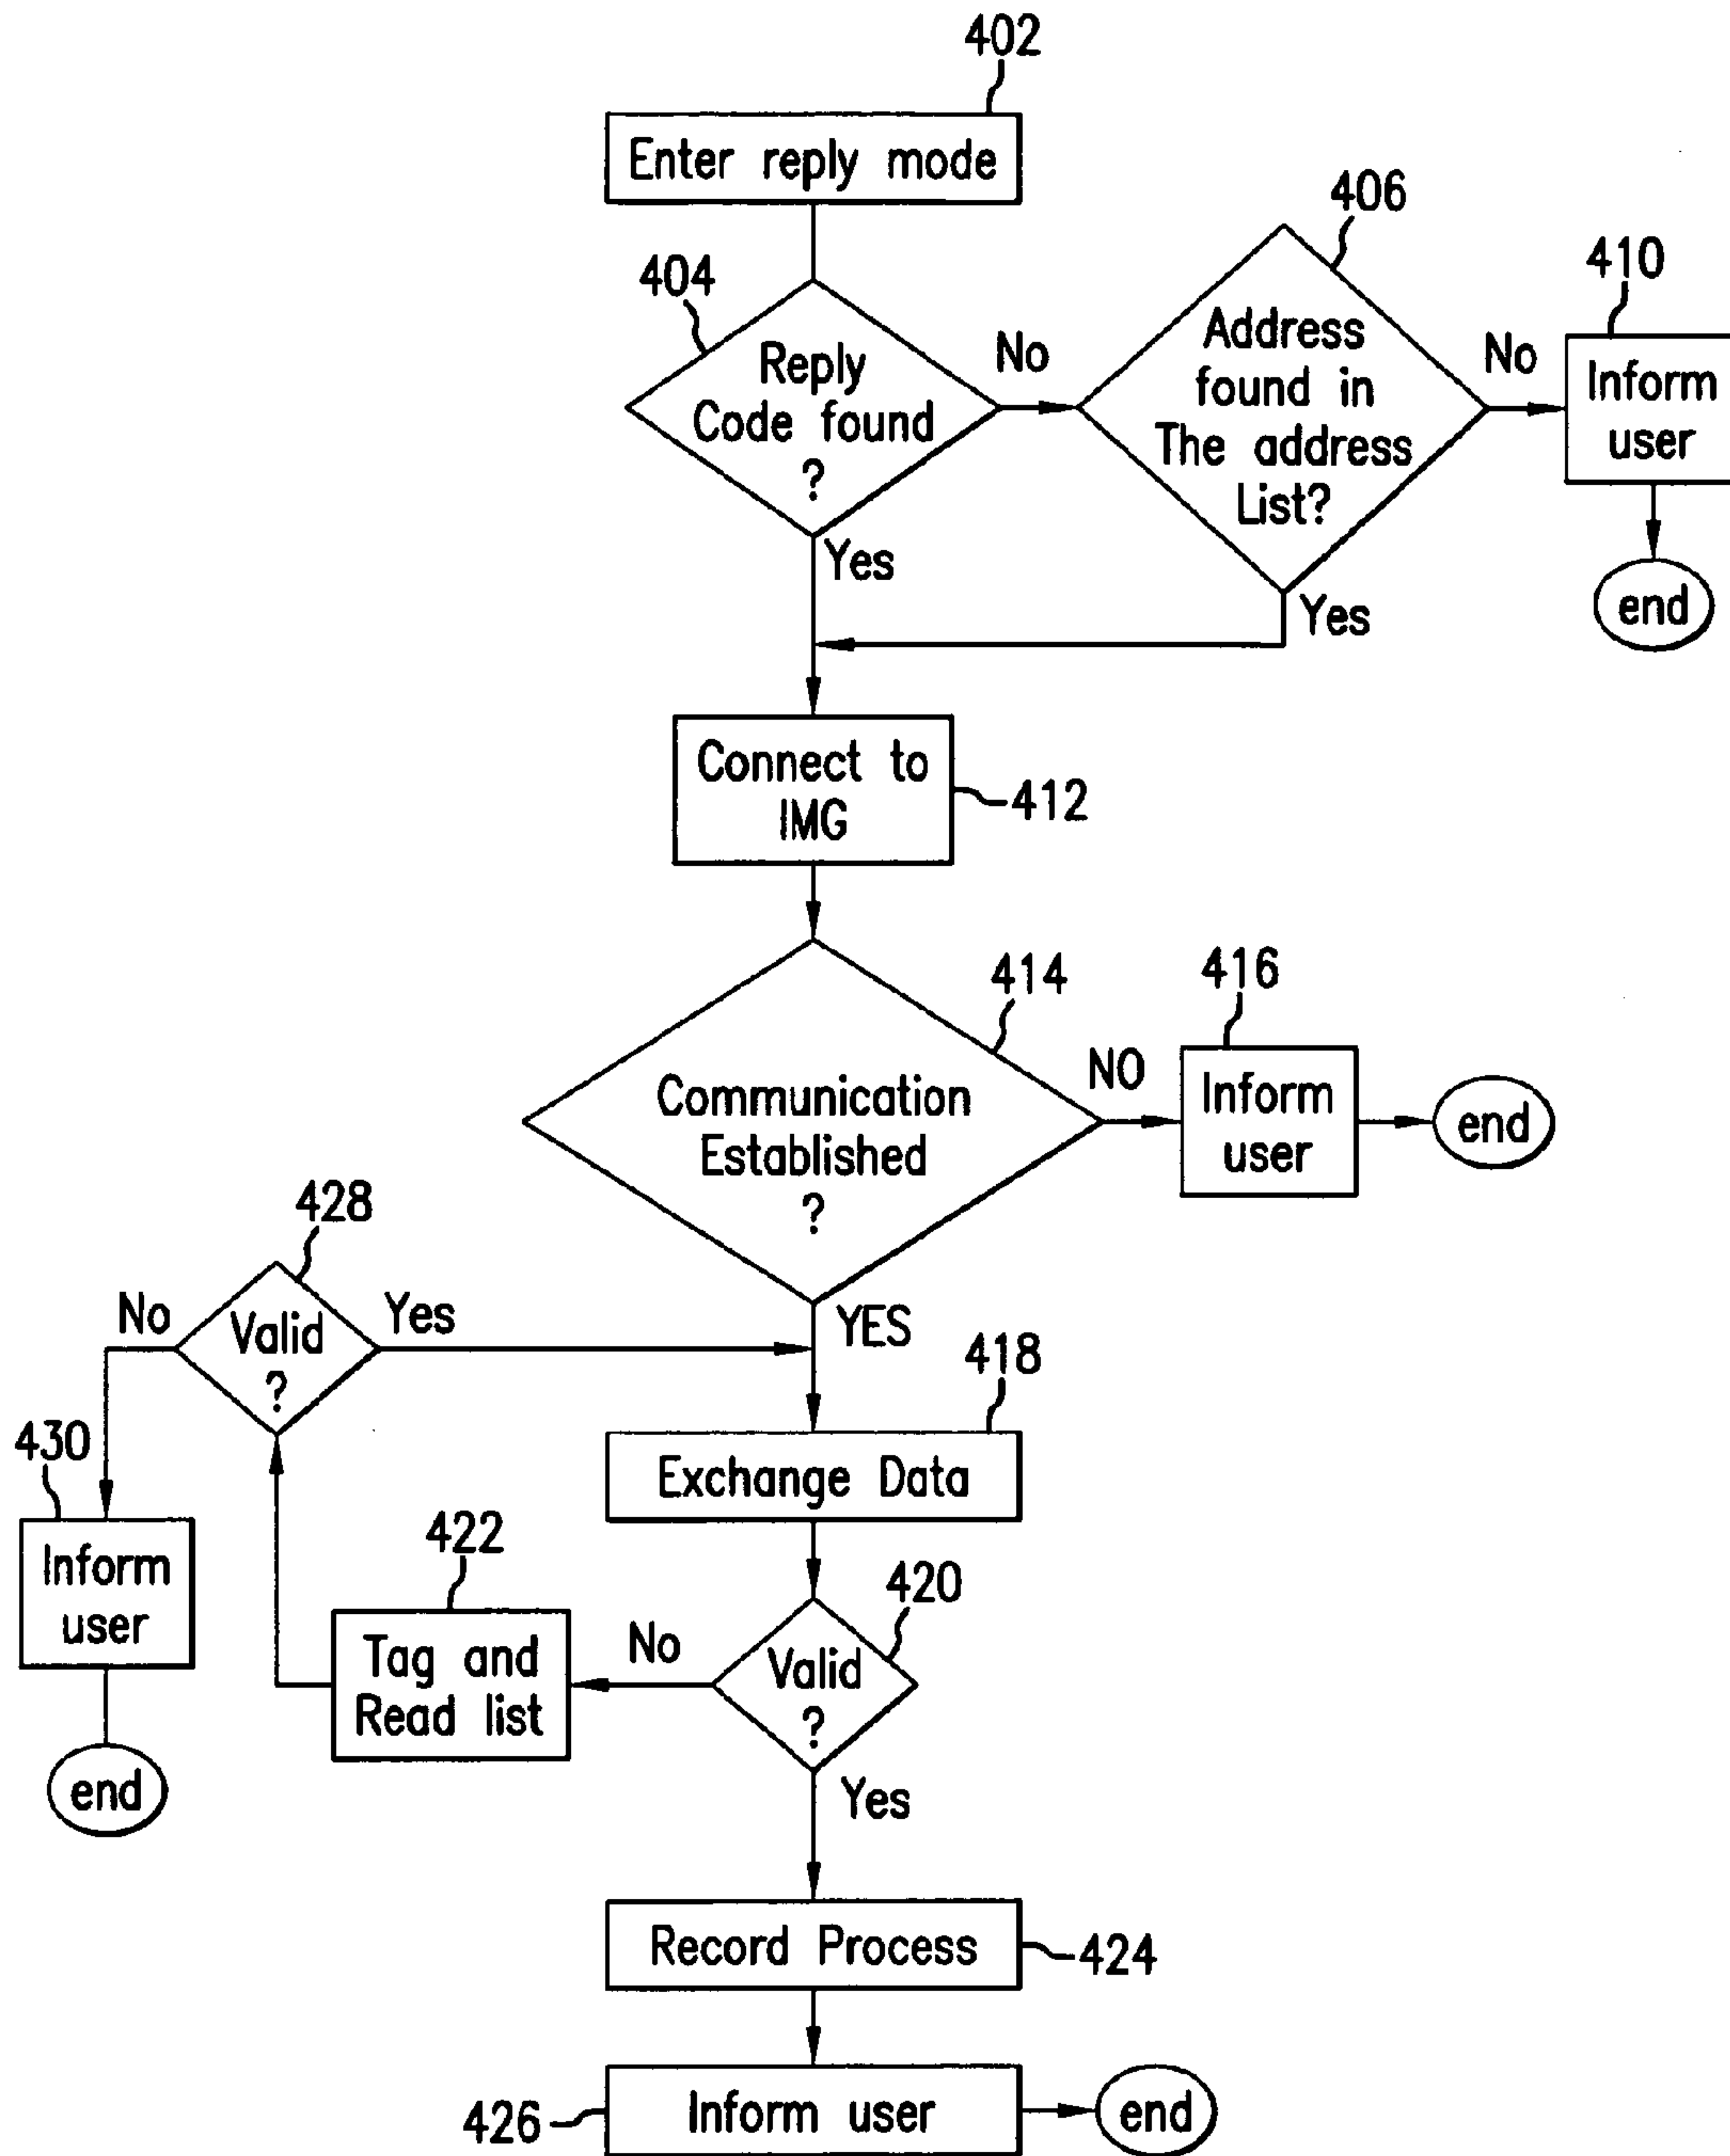 402
Enter reply mode
406
404
410
Reply
Code found
?
No
Address
found in
The address
List?
No
Inform
user
Yes
Yes
end
Connect to
IMG
412
414
416
Communication
Established
?
NO
Inform
user
end
428
No
Valid
?
Yes
YES
418
430
Exchange Data
Inform
user
422
420
Tag and
Read list
No
Valid
?
end
Yes
Record Process
424
426
Inform user
end